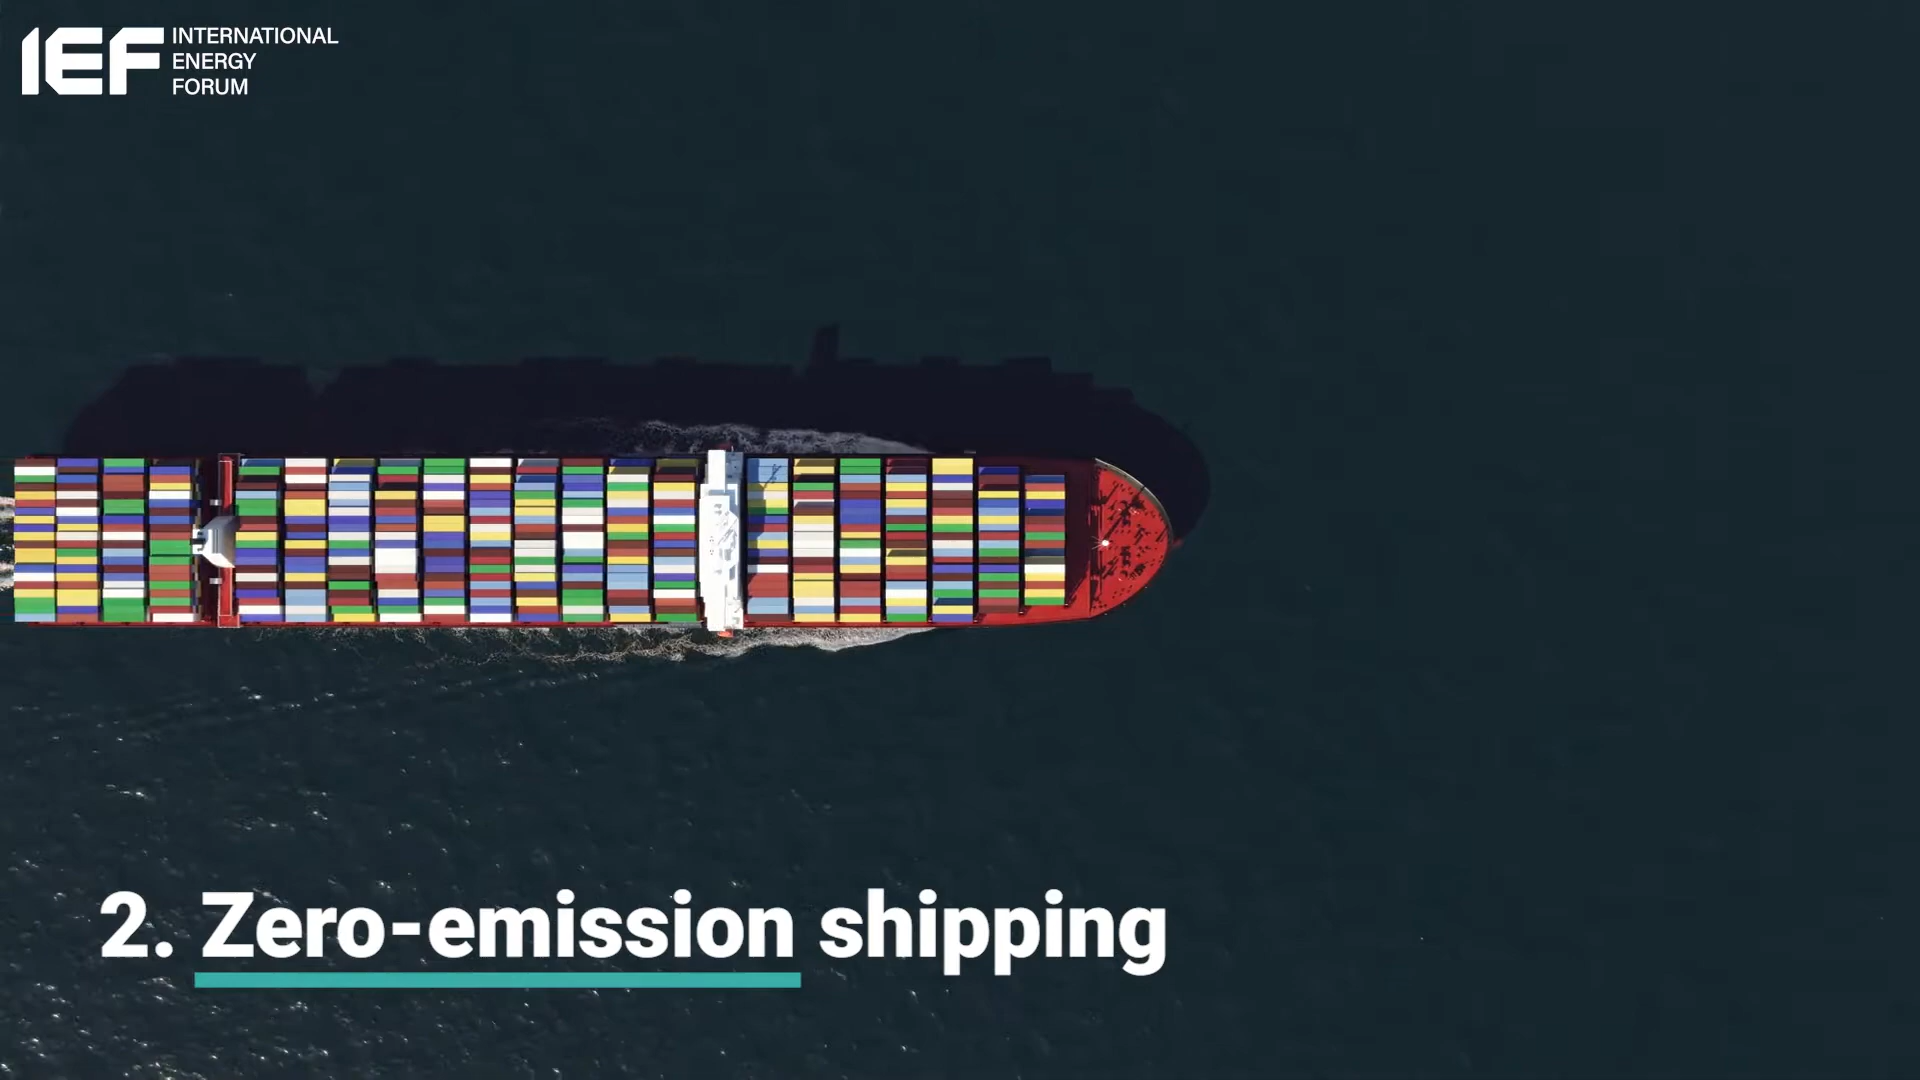 IEF
INTERNATIONAL
ENERGY
FORUM
2. Zero-emission shipping